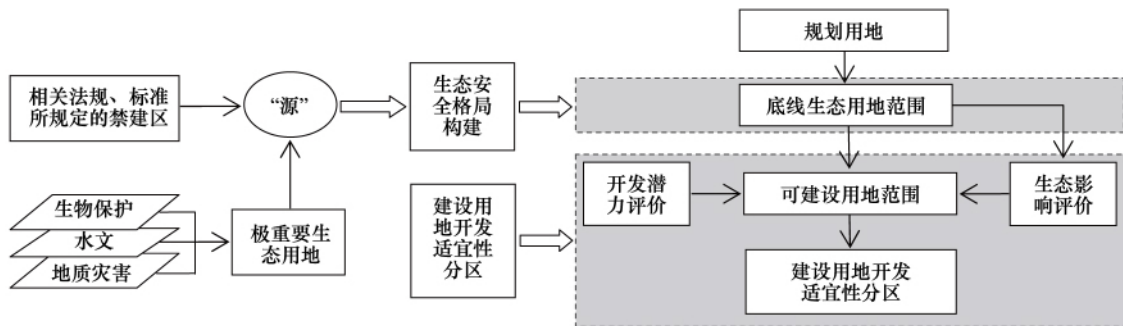 相关法规、标准
所规定的禁建区
“源”
生态安
全格局
构建
生物保护
水文
地质灾害
极重要生
态用地
建设用
地开发
适宜性
分区
规划用地
底线生态用地范围
开发潜
力评价
可建设用地范围
生态影
响评价
建设用地开发
适宜性分区